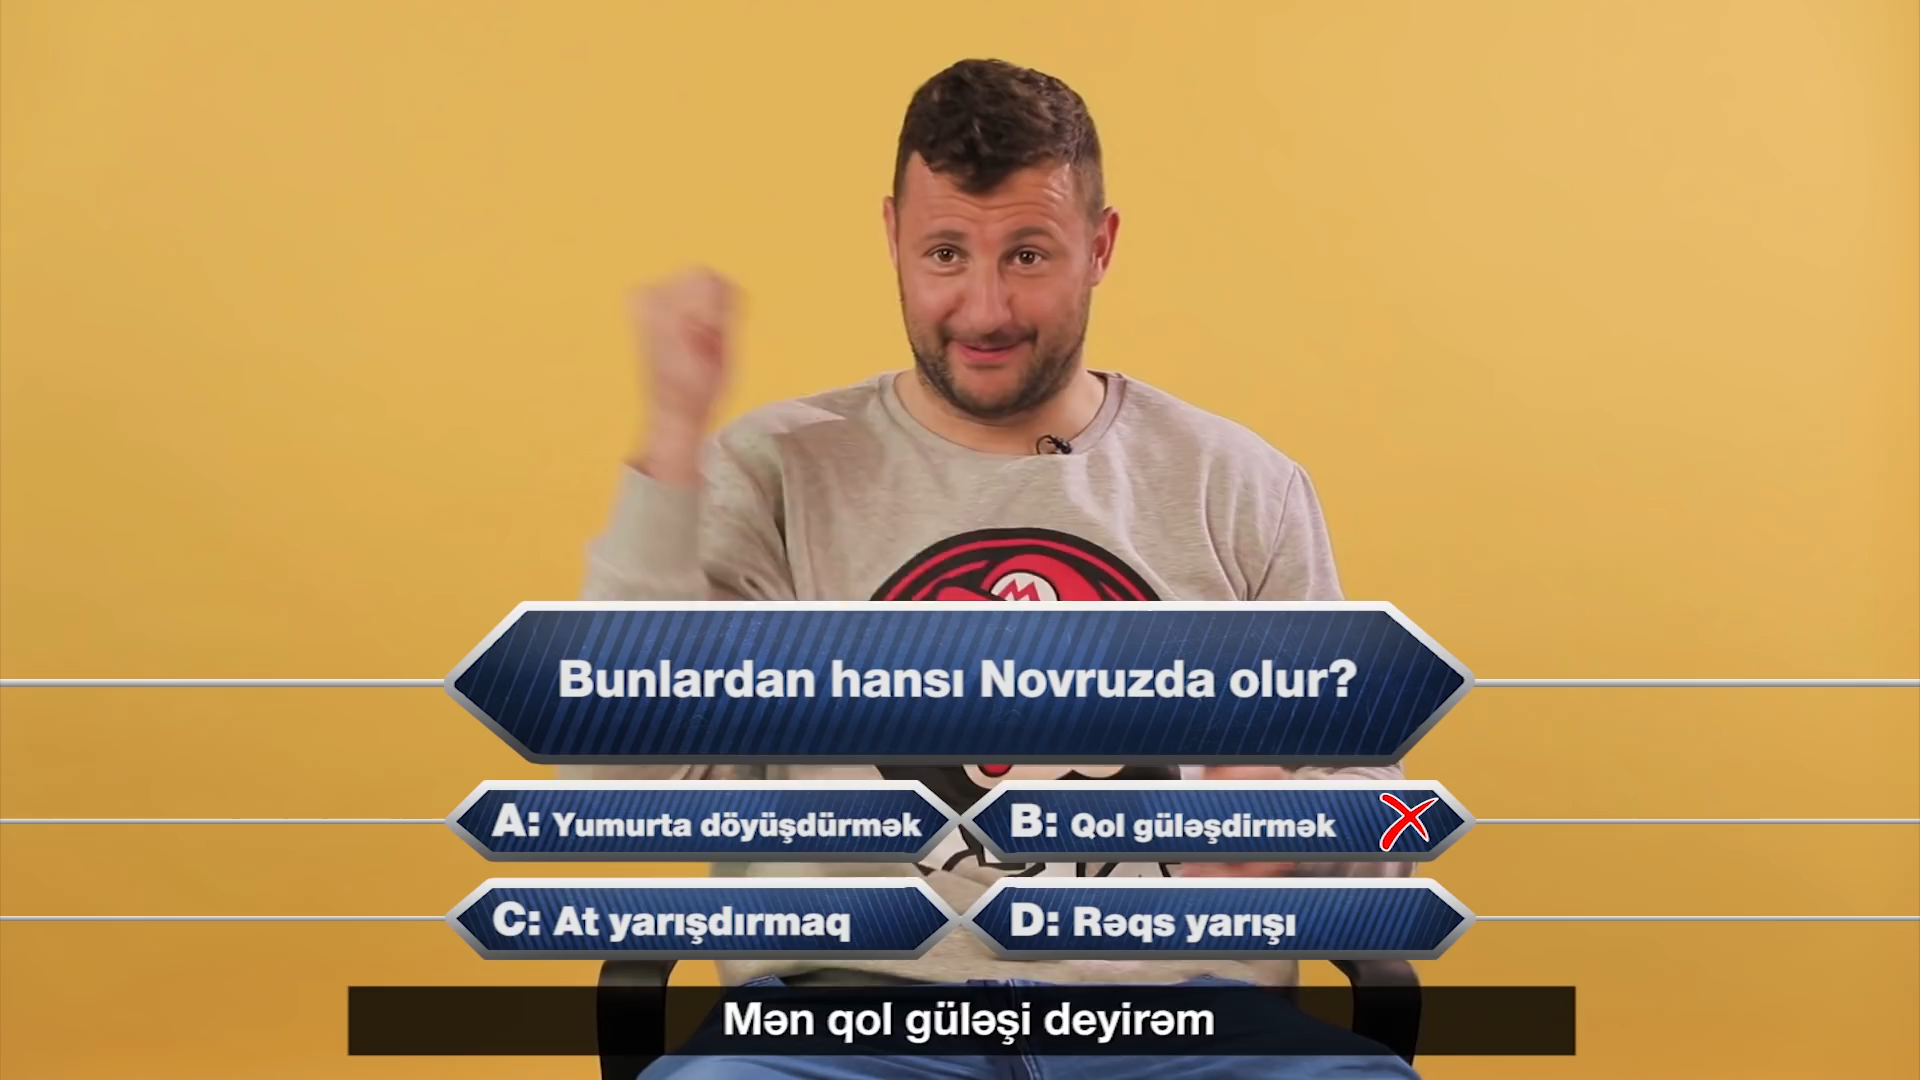 M
Bunlardan hansı Novruzda olur?
A: Yumurta döyüşdürmək
B: Qol güləşdirmək
C: At yarışdırmaq
D: Rəqs yarışı
Mən qol güləşi deyirəm